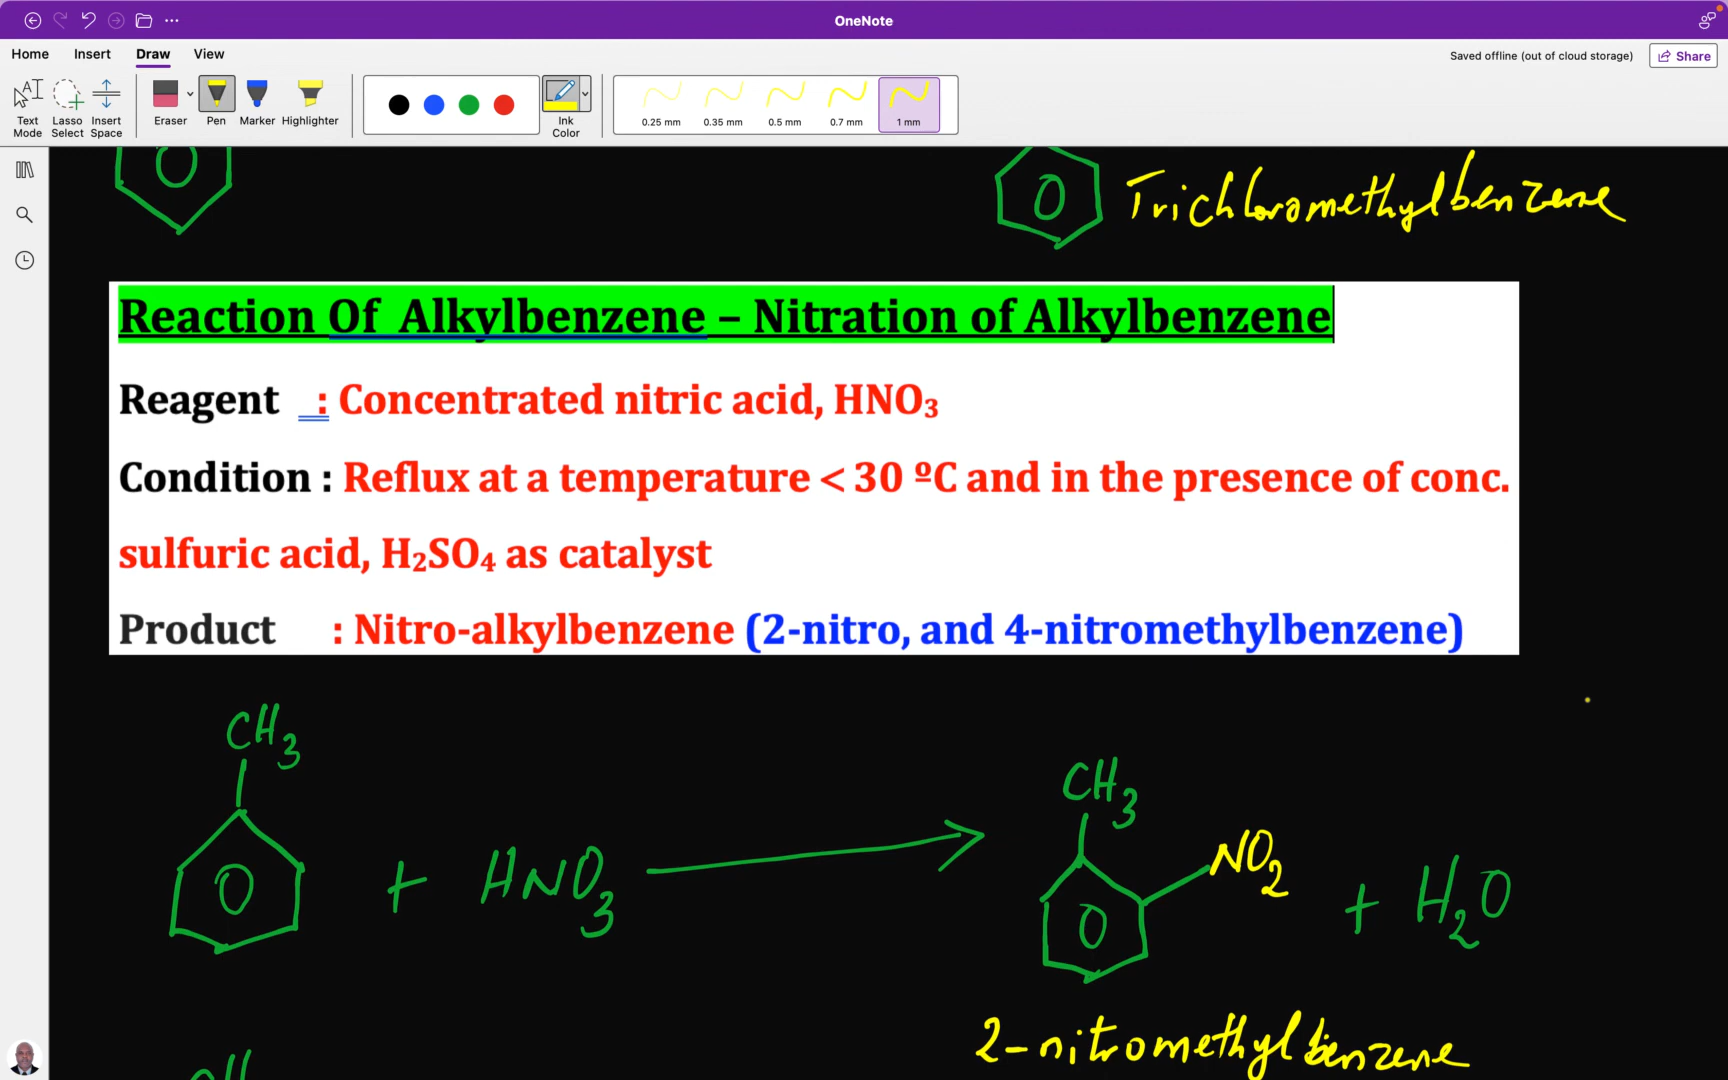 OneNote
Home Insert Draw View
Saved offline (out of cloud storage) Share
Text Mode
Lasso Select
Insert Space
Eraser
Pen
Marker
Highlighter
Ink Color
0.25 mm
0.35 mm
0.5 mm
0.7 mm
1 mm
Trichloromethylbenzene
Reaction Of Alkylbenzene – Nitration of Alkylbenzene
Reagent : Concentrated nitric acid, HNO₃
Condition : Reflux at a temperature < 30 ºC and in the presence of conc.
sulfuric acid, H₂SO₄ as catalyst
Product : Nitro-alkylbenzene (2-nitro, and 4-nitromethylbenzene)
CH₃
CH₃
+ HNO₃
NO₂
+ H₂O
2-nitromethylbenzene